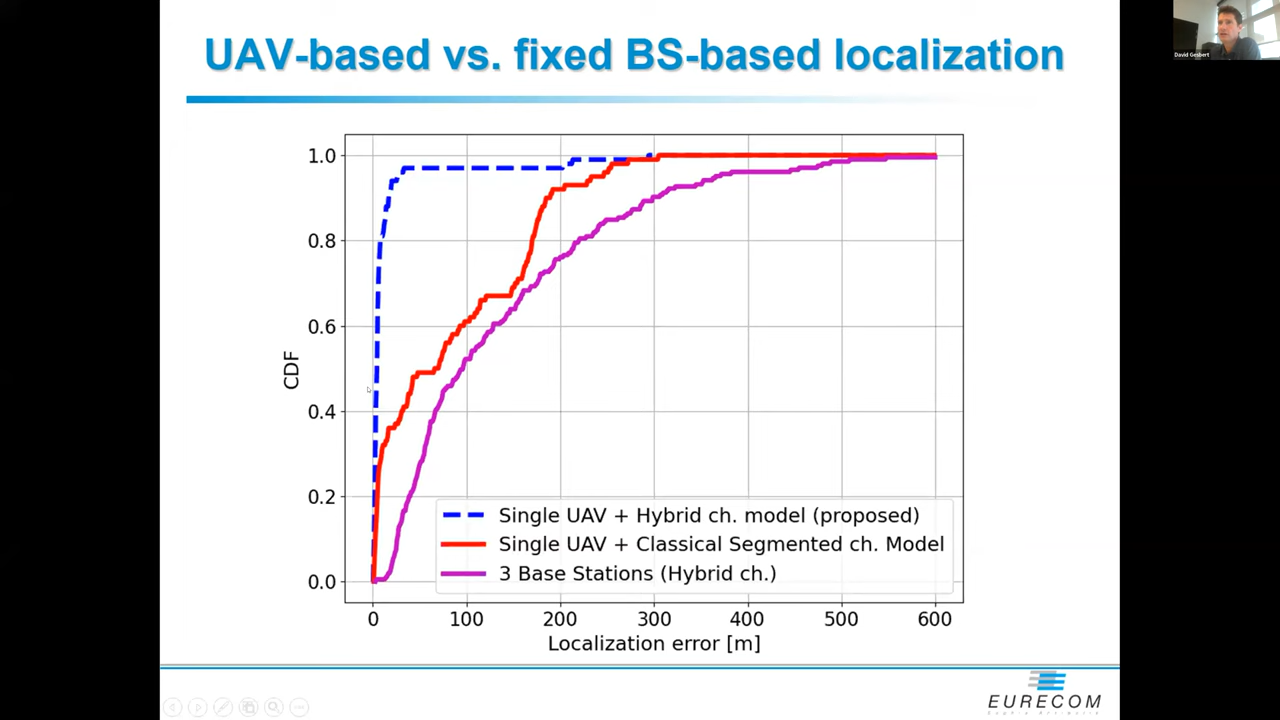 UAV-based vs. fixed BS-based localization
David Gesbert
1.0
0.8
0.6
0.4
0.2
0.0
CDF
Single UAV + Hybrid ch. model (proposed)
Single UAV + Classical Segmented ch. Model
3 Base Stations (Hybrid ch.)
0 100 200 300 400 500 600
Localization error [m]
EURECOM